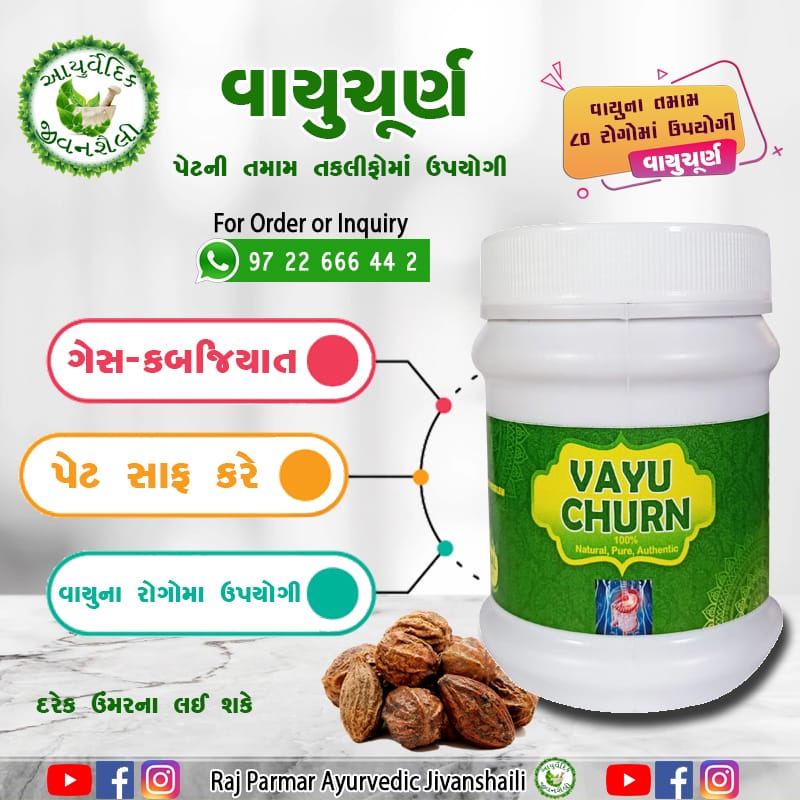 આયુર્વેદિક
જીવનશૈલી
વાયુચૂર્ણ
પેટની તમામ તકલીફોમાં ઉપયોગી
વાયુના તમામ
૮૦ રોગોમાં ઉપયોગી
વાયુચૂર્ણ
For Order or Inquiry
97 22 666 44 2
ગેસ-કબજિયાત
પેટ સાફ કરે
વાયુના રોગોમા ઉપયોગી
દરેક ઉંમરના લઈ શકે
VAYU
CHURN
100%
Natural, Pure, Authentic
Raj Parmar Ayurvedic Jivanshaili